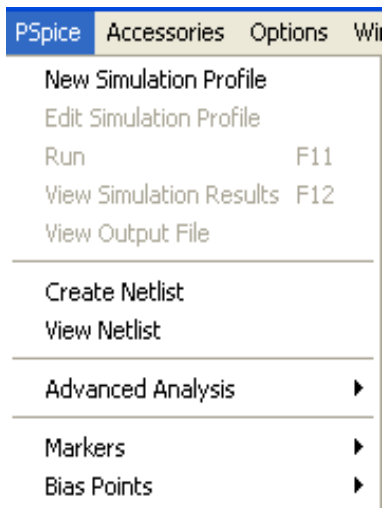 PSpice Accessories Options
New Simulation Profile
Edit Simulation Profile
Run F11
View Simulation Results F12
View Output File
Create Netlist
View Netlist
Advanced Analysis
Markers
Bias Points